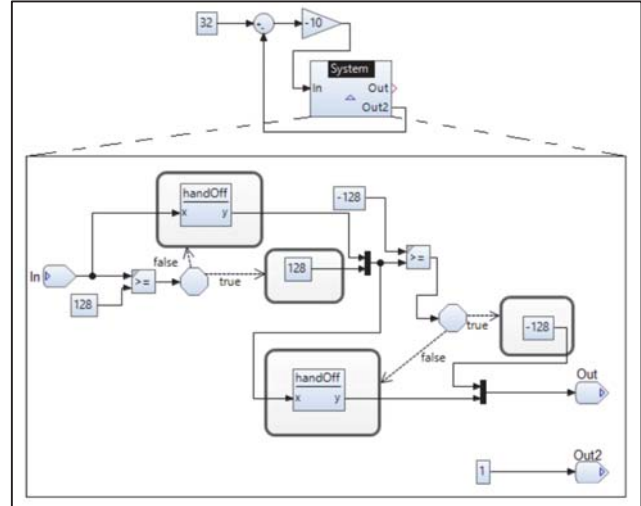 32
-10
System
In
Out
Out2
handOff
x
y
-128
>=
false
128
In
>=
true
128
-128
true
false
handOff
x
y
Out
Out2
1